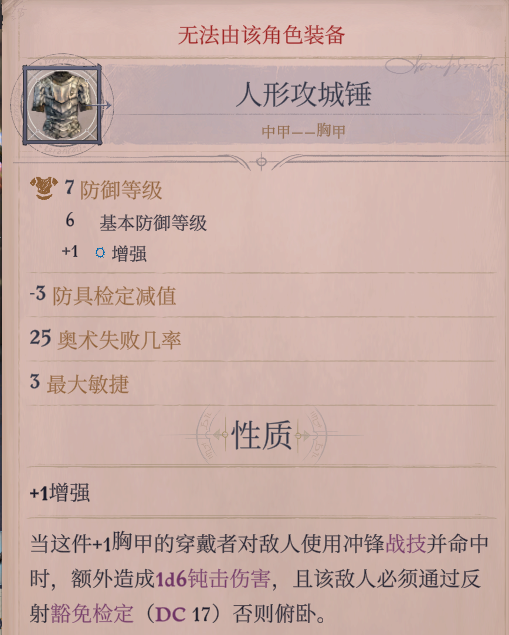 无法由该角色装备
人形攻城锤
中甲——胸甲
7 防御等级
6 基本防御等级
+1 增强
-3 防具检定减值
25 奥术失败几率
3 最大敏捷
性质
+1增强
当这件+1胸甲的穿戴者对敌人使用冲锋战技并命中
时，额外造成1d6钝击伤害，且该敌人必须通过反
射豁免检定（DC 17）否则俯卧。